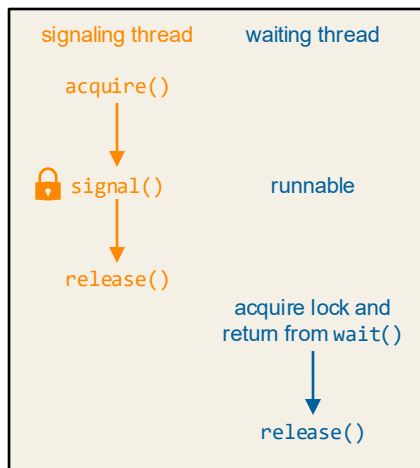 signaling thread waiting thread
acquire()
signal() runnable
release()
acquire lock and
return from wait()
release()